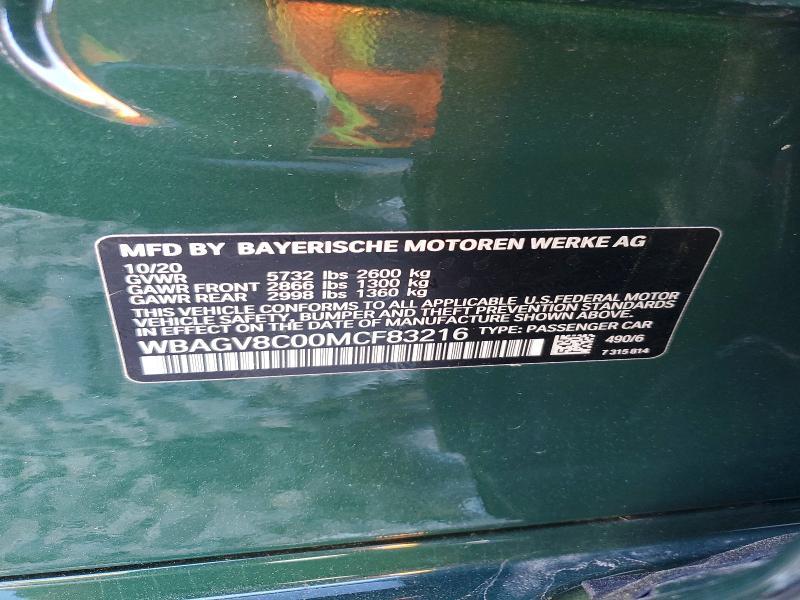 MFD BY BAYERISCHE MOTOREN WERKE AG
10/20
GVWR 5732 lbs 2600 kg
GAWR FRONT 2866 lbs 1300 kg
GAWR REAR 2998 lbs 1360 kg
THIS VEHICLE CONFORMS TO ALL APPLICABLE U.S.FEDERAL MOTOR
VEHICLE SAFETY, BUMPER AND THEFT PREVENTION STANDARDS
IN EFFECT ON THE DATE OF MANUFACTURE SHOWN ABOVE.
WBAGV8C00MCF83216 TYPE: PASSENGER CAR
490/6
7 315 814